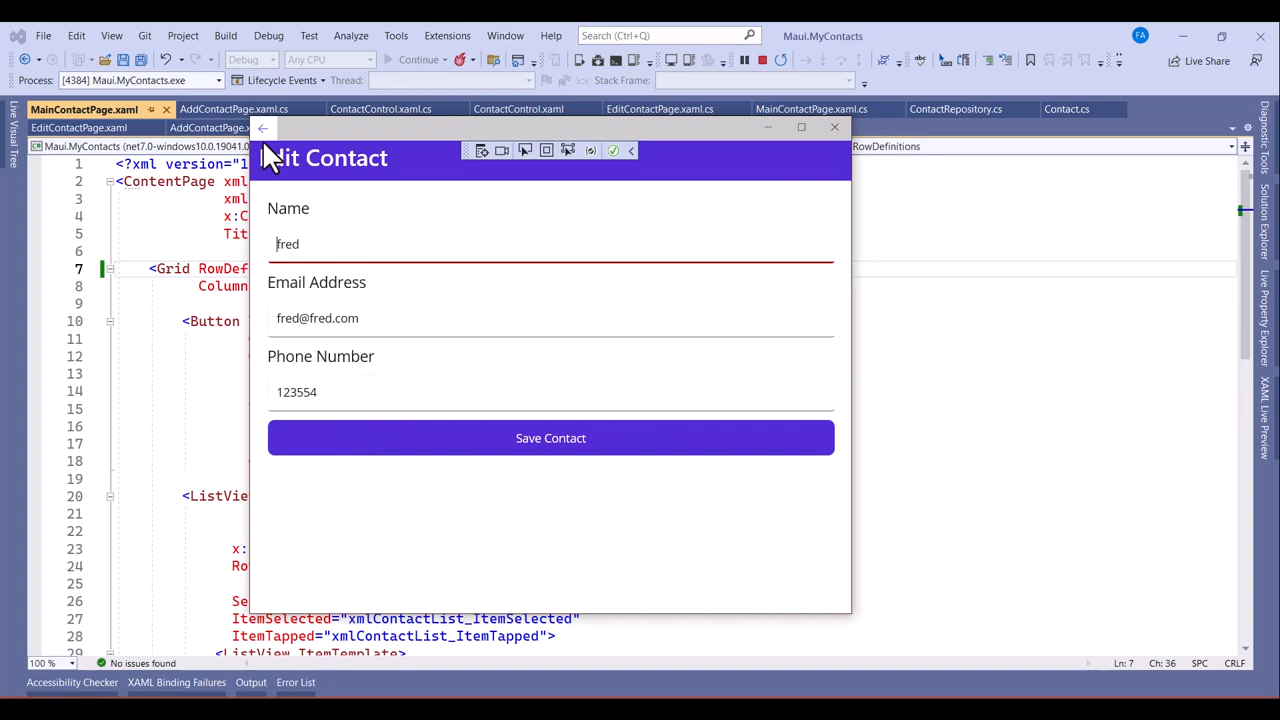 File Edit View Git Project Build Debug Test Analyze Tools Extensions Window Help Search (Ctrl+Q) Maui.MyContacts FA
Debug Any CPU Continue
Process: [4384] Maui.MyContacts.exe Lifecycle Events Thread: Stack Frame: Live Share
MainContactPage.xaml AddContactPage.xaml.cs ContactControl.xaml.cs ContactControl.xaml EditContactPage.xaml.cs MainContactPage.xaml.cs ContactRepository.cs Contact.cs
EditContactPage.xaml AddContactPage.x
Maui.MyContacts (net7.0-windows10.0.19041.0) RowDefinitions
Live Visual Tree
Diagnostic Tools
Solution Explorer
Live Property Explorer
XAML Live Preview
1 <?xml version="1
2 <ContentPage xml
3 xml
4 x:C
5 Tit
6
7 <Grid RowDef
8 Column
9
10 <Button
11
12
13
14
15
16
17
18
19
20 <ListVie
21
22
23 x:
24 Ro
25
26 Se
27 ItemSelected="xmlContactList_ItemSelected"
28 ItemTapped="xmlContactList_ItemTapped">
29 <ListView.ItemTemplate>
Edit Contact
Name
fred
Email Address
fred@fred.com
Phone Number
123554
Save Contact
100 % No issues found Ln: 7 Ch: 36 SPC CRLF
Accessibility Checker XAML Binding Failures Output Error List